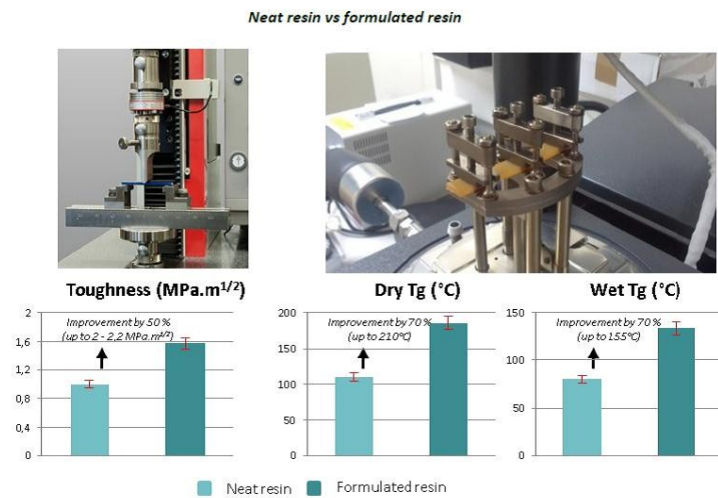 Neat resin vs formulated resin
Toughness (MPa.m1/2)
Dry Tg (°C)
Wet Tg (°C)
2
1,6
1,2
0,8
0,4
0
Improvement by 50 %
(up to 2 - 2,2 MPa.m1/2)
200
150
100
50
0
Improvement by 70 %
(up to 210°C)
150
100
50
0
Improvement by 70 %
(up to 155°C)
Neat resin
Formulated resin